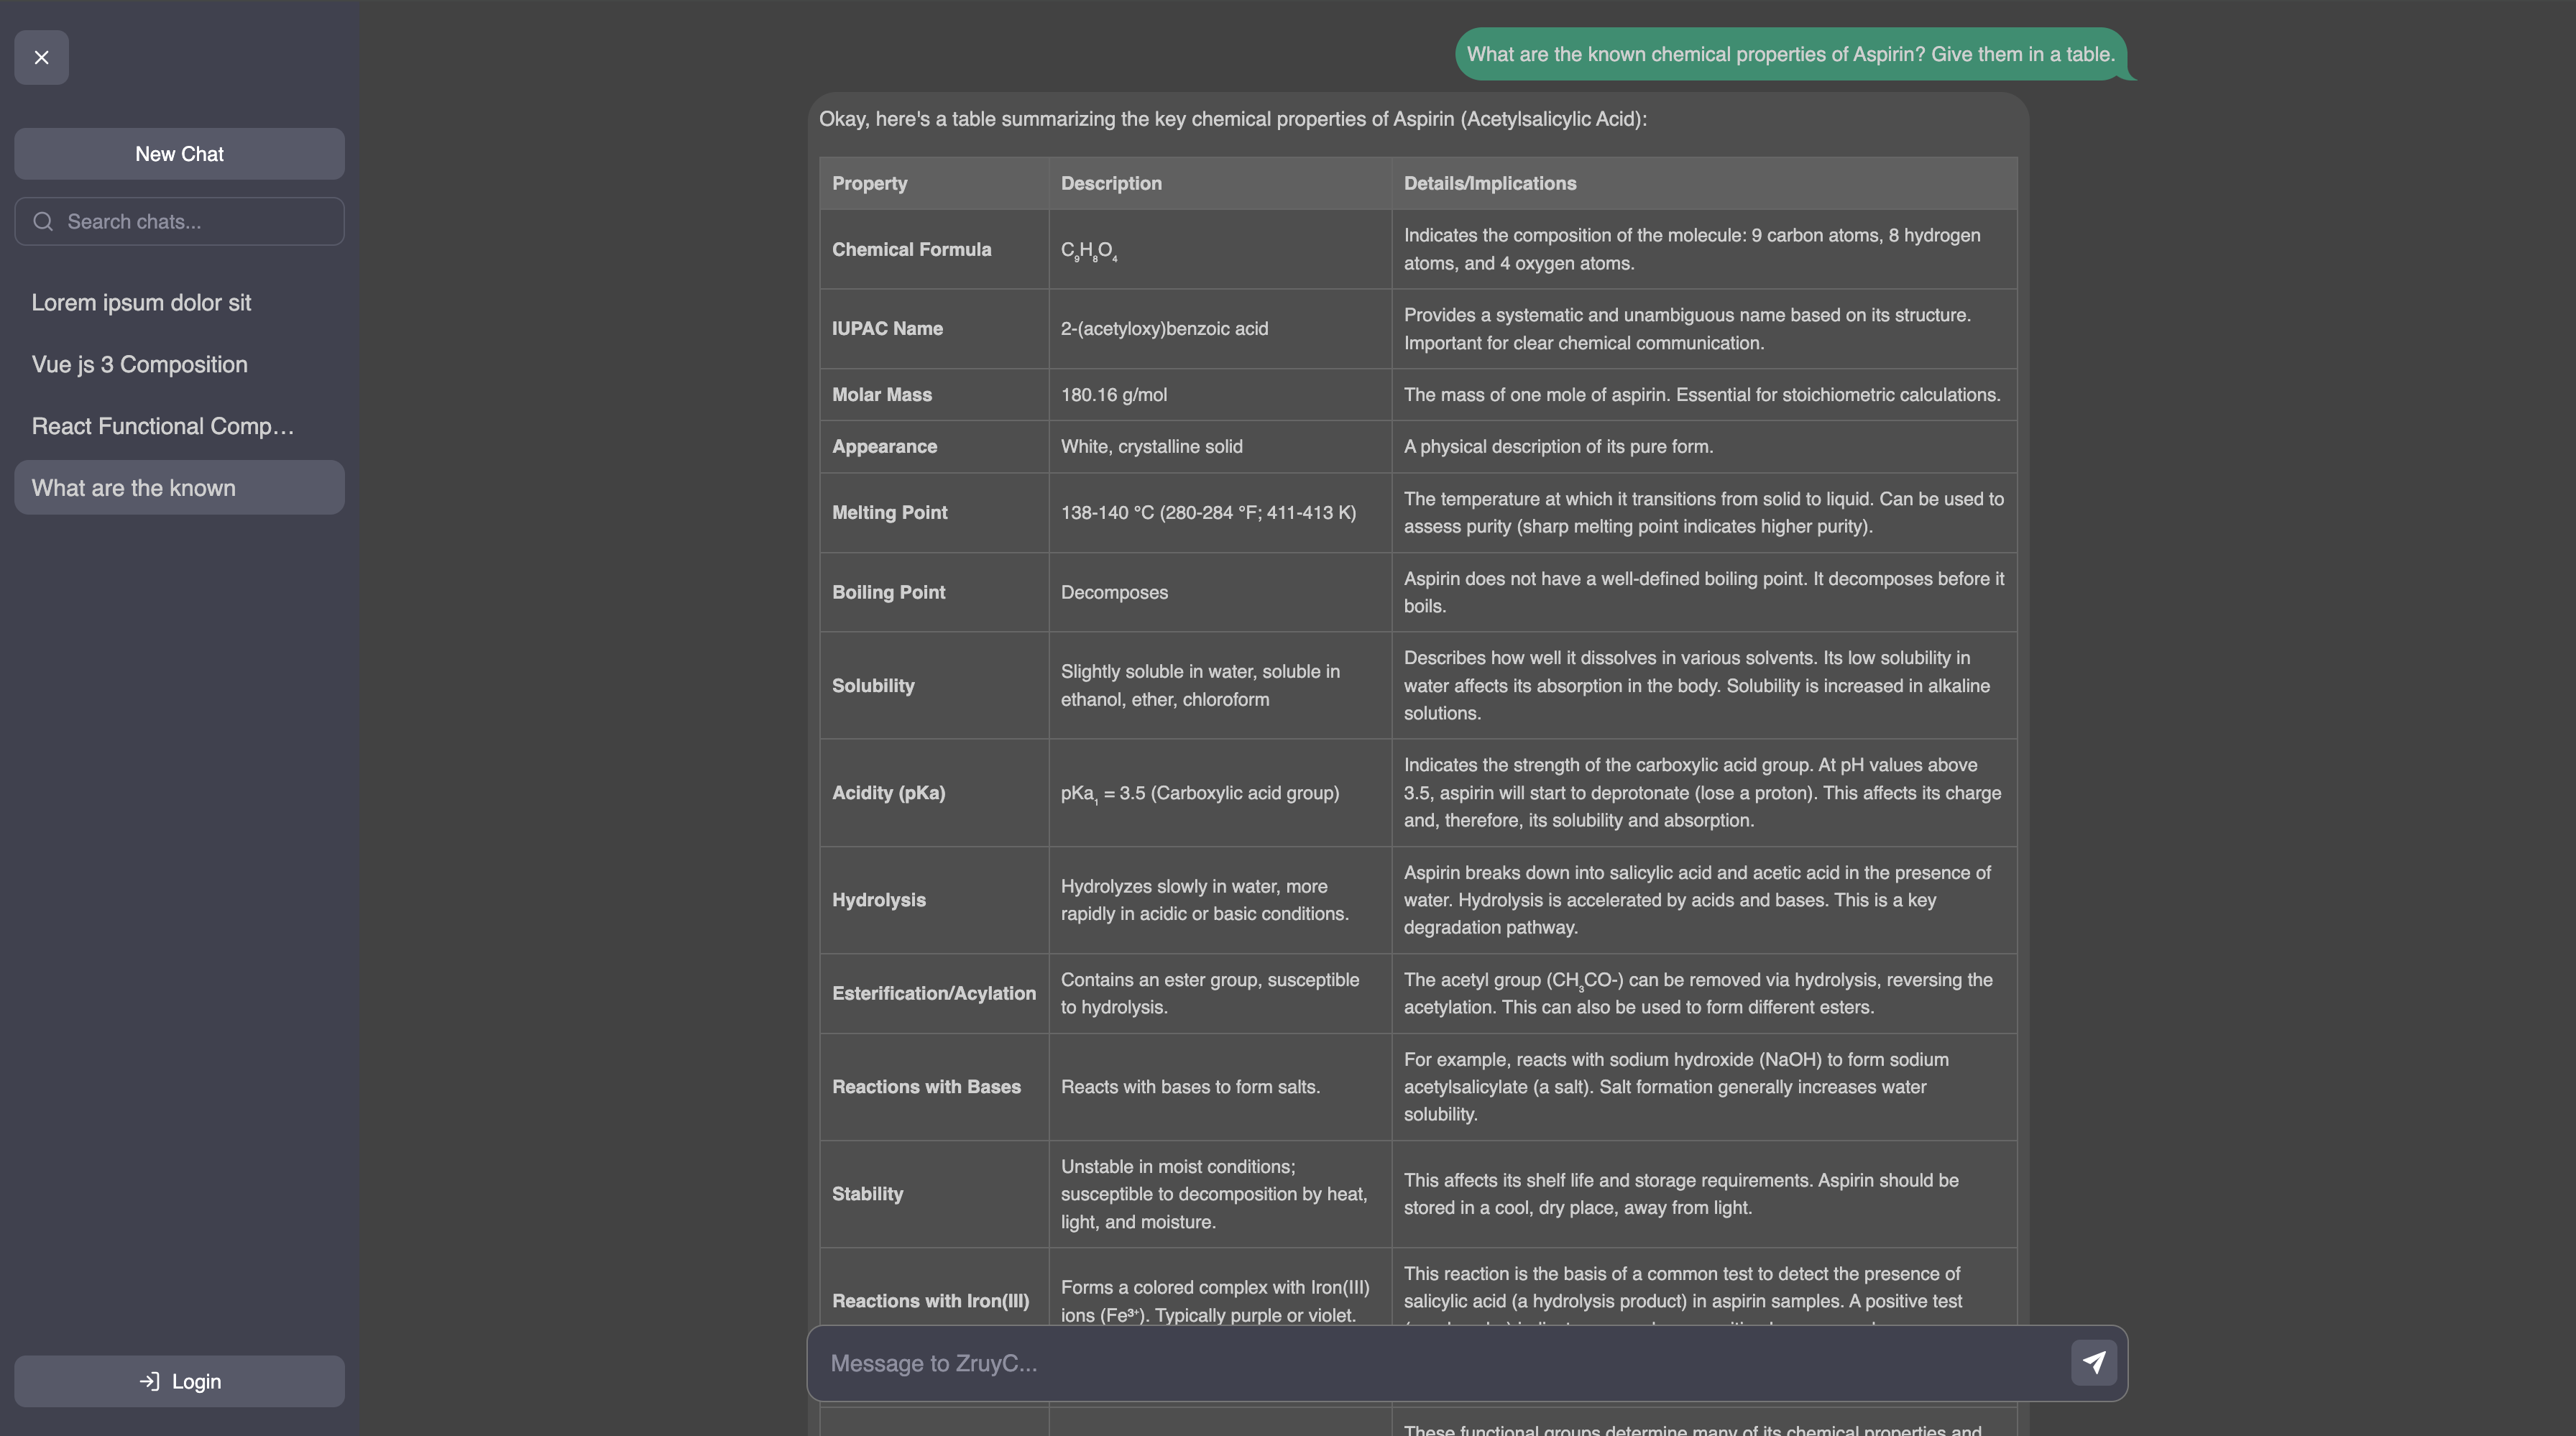 What are the known chemical properties of Aspirin? Give them in a table.
New Chat
Search chats...
Lorem ipsum dolor sit
Vue js 3 Composition
React Functional Comp...
What are the known
Login
Okay, here's a table summarizing the key chemical properties of Aspirin (Acetylsalicylic Acid):
Property Description Details/Implications
Chemical Formula
C₉H₈O₄
Indicates the composition of the molecule: 9 carbon atoms, 8 hydrogen
atoms, and 4 oxygen atoms.
IUPAC Name
2-(acetyloxy)benzoic acid
Provides a systematic and unambiguous name based on its structure.
Important for clear chemical communication.
Molar Mass
180.16 g/mol
The mass of one mole of aspirin. Essential for stoichiometric calculations.
Appearance
White, crystalline solid
A physical description of its pure form.
Melting Point
138-140 °C (280-284 °F; 411-413 K)
The temperature at which it transitions from solid to liquid. Can be used to
assess purity (sharp melting point indicates higher purity).
Boiling Point
Decomposes
Aspirin does not have a well-defined boiling point. It decomposes before it
boils.
Solubility
Slightly soluble in water, soluble in
ethanol, ether, chloroform
Describes how well it dissolves in various solvents. Its low solubility in
water affects its absorption in the body. Solubility is increased in alkaline
solutions.
Acidity (pKa)
pKa₁ = 3.5 (Carboxylic acid group)
Indicates the strength of the carboxylic acid group. At pH values above
3.5, aspirin will start to deprotonate (lose a proton). This affects its charge
and, therefore, its solubility and absorption.
Hydrolysis
Hydrolyzes slowly in water, more
rapidly in acidic or basic conditions.
Aspirin breaks down into salicylic acid and acetic acid in the presence of
water. Hydrolysis is accelerated by acids and bases. This is a key
degradation pathway.
Esterification/Acylation
Contains an ester group, susceptible
to hydrolysis.
The acetyl group (CH₃CO-) can be removed via hydrolysis, reversing the
acetylation. This can also be used to form different esters.
Reactions with Bases
Reacts with bases to form salts.
For example, reacts with sodium hydroxide (NaOH) to form sodium
acetylsalicylate (a salt). Salt formation generally increases water
solubility.
Stability
Unstable in moist conditions;
susceptible to decomposition by heat,
light, and moisture.
This affects its shelf life and storage requirements. Aspirin should be
stored in a cool, dry place, away from light.
Reactions with Iron(III)
Forms a colored complex with Iron(III)
ions (Fe³⁺). Typically purple or violet.
This reaction is the basis of a common test to detect the presence of
salicylic acid (a hydrolysis product) in aspirin samples. A positive test
Message to ZruyC...
These functional groups determine many of its chemical properties and